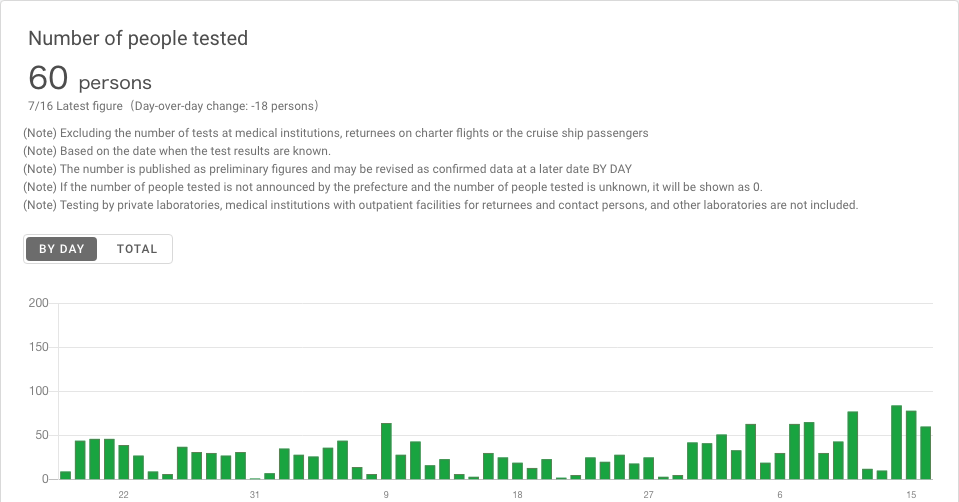 Number of people tested
60 persons
7/16 Latest figure（Day-over-day change: -18 persons）
(Note) Excluding the number of tests at medical institutions, returnees on charter flights or the cruise ship passengers
(Note) Based on the date when the test results are known.
(Note) The number is published as preliminary figures and may be revised as confirmed data at a later date BY DAY
(Note) If the number of people tested is not announced by the prefecture and the number of people tested is unknown, it will be shown as 0.
(Note) Testing by private laboratories, medical institutions with outpatient facilities for returnees and contact persons, and other laboratories are not included.
BY DAY TOTAL
200
150
100
50
0
22 31 9 18 27 6 15